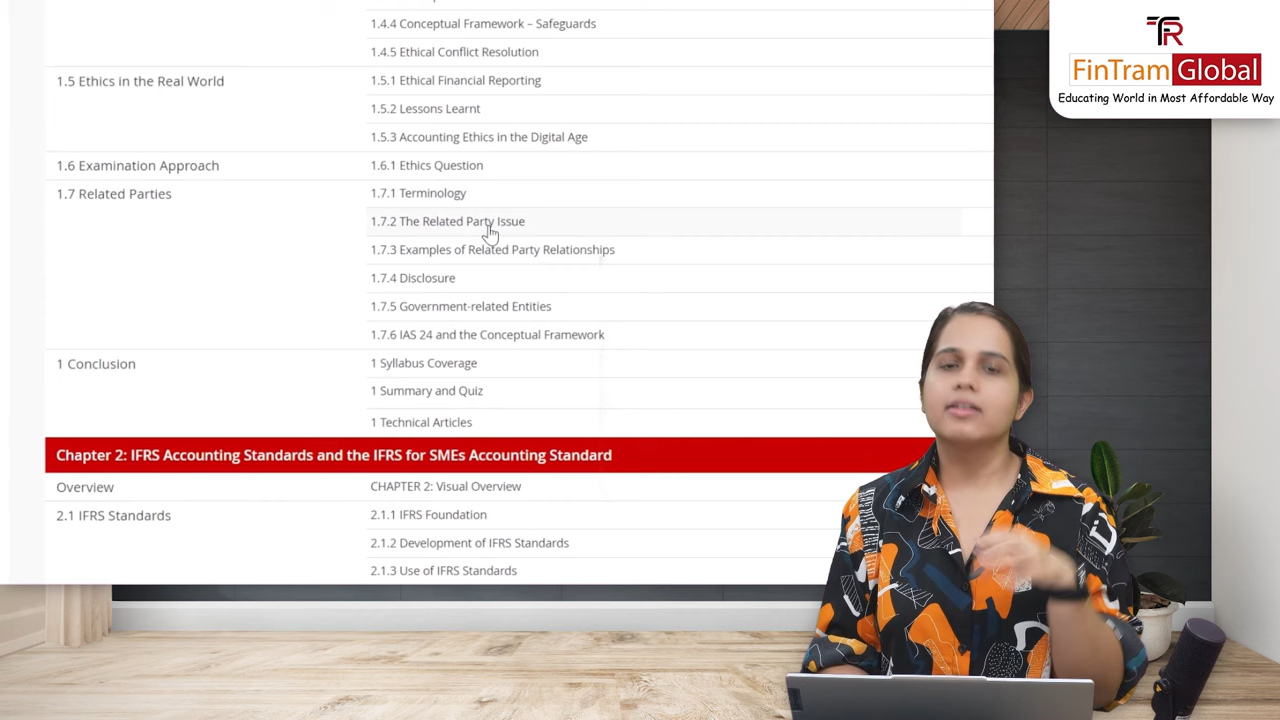 1.4.4 Conceptual Framework – Safeguards
1.4.5 Ethical Conflict Resolution
1.5 Ethics in the Real World
1.5.1 Ethical Financial Reporting
1.5.2 Lessons Learnt
1.5.3 Accounting Ethics in the Digital Age
1.6 Examination Approach
1.6.1 Ethics Question
1.7 Related Parties
1.7.1 Terminology
1.7.2 The Related Party Issue
1.7.3 Examples of Related Party Relationships
1.7.4 Disclosure
1.7.5 Government-related Entities
1.7.6 IAS 24 and the Conceptual Framework
1 Conclusion
1 Syllabus Coverage
1 Summary and Quiz
1 Technical Articles
Chapter 2: IFRS Accounting Standards and the IFRS for SMEs Accounting Standard
Overview
CHAPTER 2: Visual Overview
2.1 IFRS Standards
2.1.1 IFRS Foundation
2.1.2 Development of IFRS Standards
2.1.3 Use of IFRS Standards
FinTram Global
Educating World in Most Affordable Way